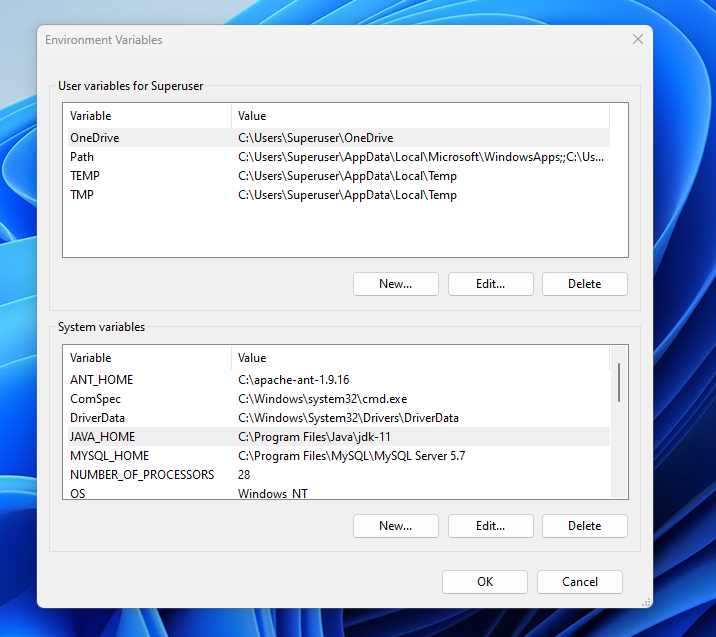 Environment Variables
User variables for Superuser
Variable Value
OneDrive C:\Users\Superuser\OneDrive
Path C:\Users\Superuser\AppData\Local\Microsoft\WindowsApps;;C:\Us...
TEMP C:\Users\Superuser\AppData\Local\Temp
TMP C:\Users\Superuser\AppData\Local\Temp
New... Edit... Delete
System variables
Variable Value
ANT_HOME C:\apache-ant-1.9.16
ComSpec C:\Windows\system32\cmd.exe
DriverData C:\Windows\System32\Drivers\DriverData
JAVA_HOME C:\Program Files\Java\jdk-11
MYSQL_HOME C:\Program Files\MySQL\MySQL Server 5.7
NUMBER_OF_PROCESSORS 28
OS Windows_NT
New... Edit... Delete
OK Cancel